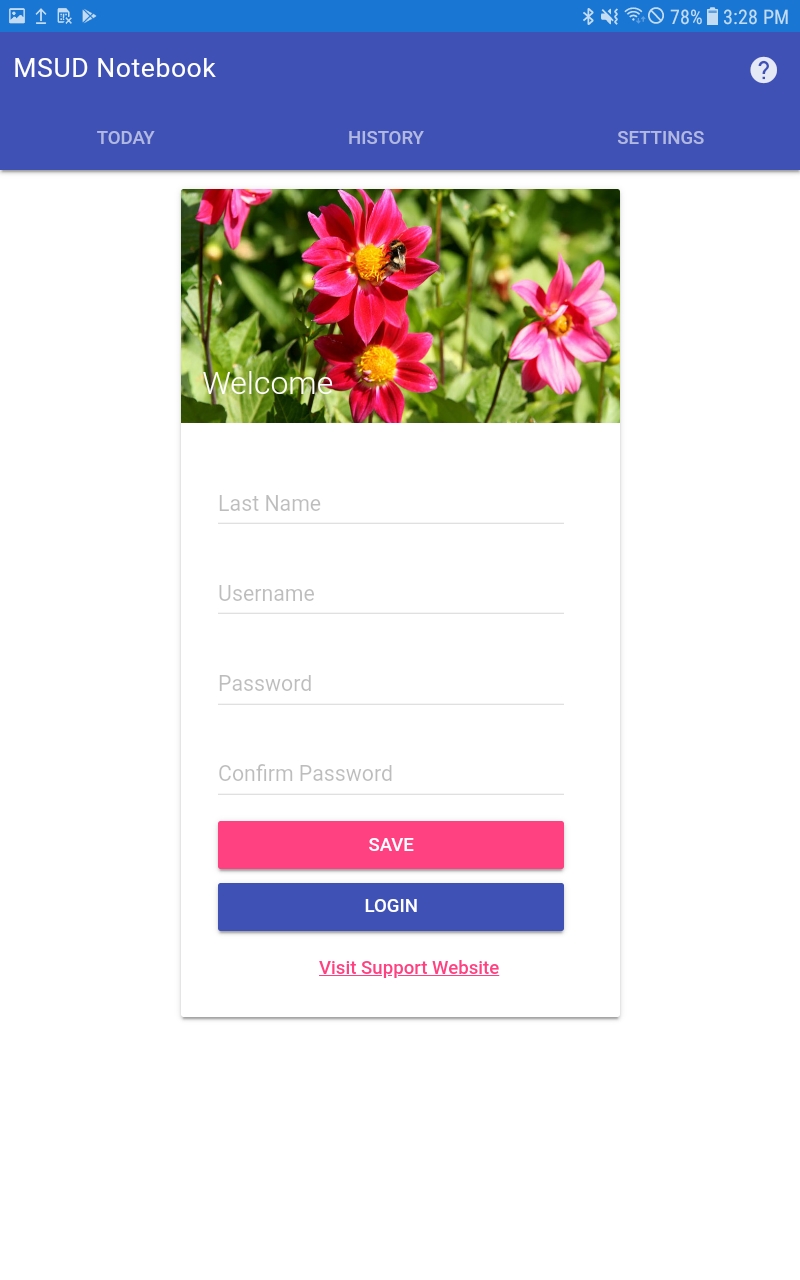 78% 3:28 PM
MSUD Notebook
?
TODAY HISTORY SETTINGS
Welcome
Last Name
Username
Password
Confirm Password
SAVE
LOGIN
Visit Support Website